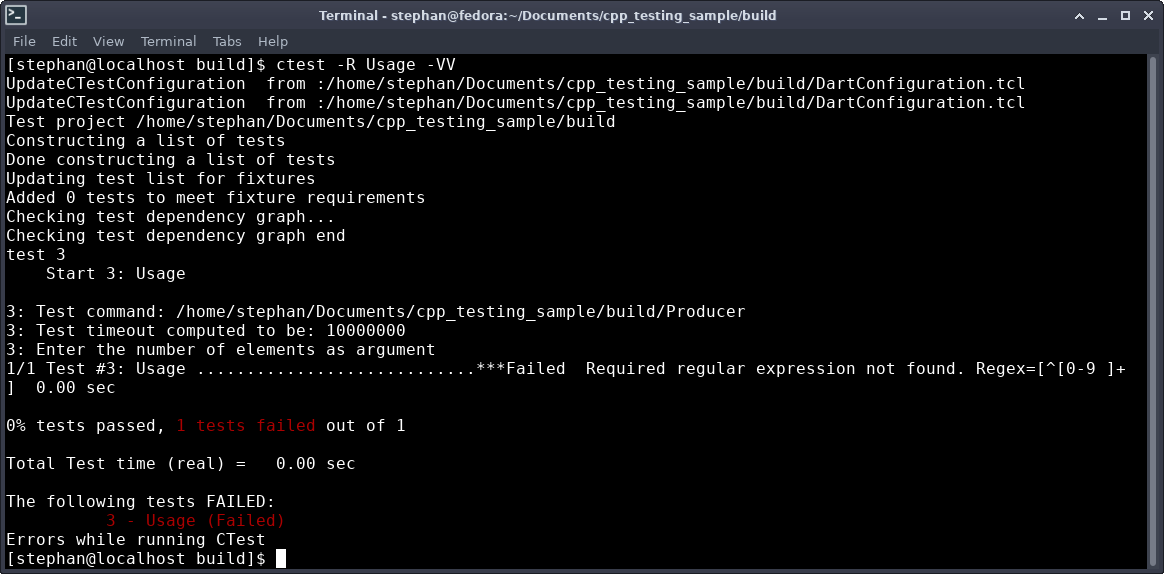 Terminal - stephan@fedora:~/Documents/cpp_testing_sample/build
File Edit View Terminal Tabs Help
[stephan@localhost build]$ ctest -R Usage -VV
UpdateCTestConfiguration  from :/home/stephan/Documents/cpp_testing_sample/build/DartConfiguration.tcl
UpdateCTestConfiguration  from :/home/stephan/Documents/cpp_testing_sample/build/DartConfiguration.tcl
Test project /home/stephan/Documents/cpp_testing_sample/build
Constructing a list of tests
Done constructing a list of tests
Updating test list for fixtures
Added 0 tests to meet fixture requirements
Checking test dependency graph...
Checking test dependency graph end
test 3
    Start 3: Usage
3: Test command: /home/stephan/Documents/cpp_testing_sample/build/Producer
3: Test timeout computed to be: 10000000
3: Enter the number of elements as argument
1/1 Test #3: Usage ............................***Failed  Required regular expression not found. Regex=[^[0-9 ]+
]  0.00 sec
0% tests passed, 1 tests failed out of 1
Total Test time (real) =   0.00 sec
The following tests FAILED:
          3 - Usage (Failed)
Errors while running CTest
[stephan@localhost build]$